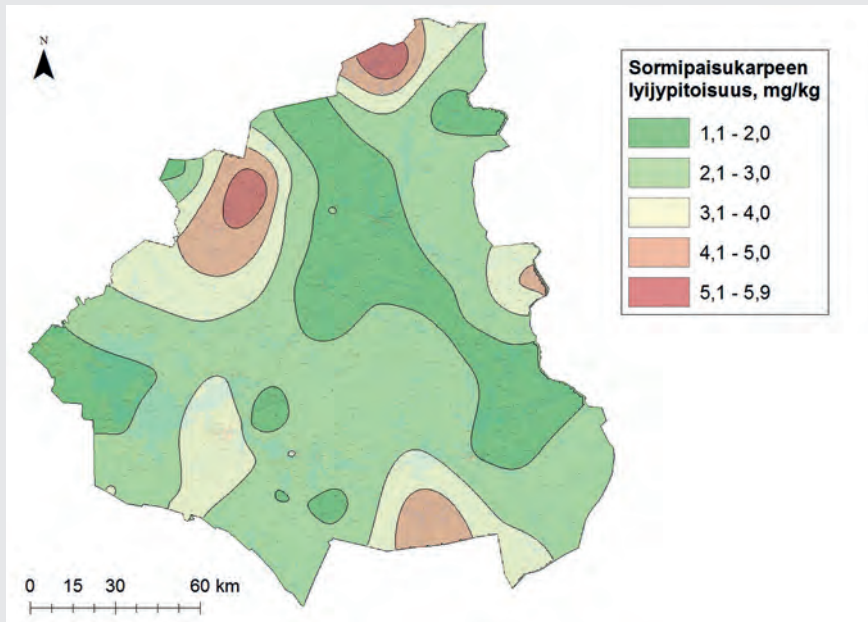 N
Sormipaisukarpeen
lyijypitoisuus, mg/kg
1,1 - 2,0
2,1 - 3,0
3,1 - 4,0
4,1 - 5,0
5,1 - 5,9
0 15 30 60 km